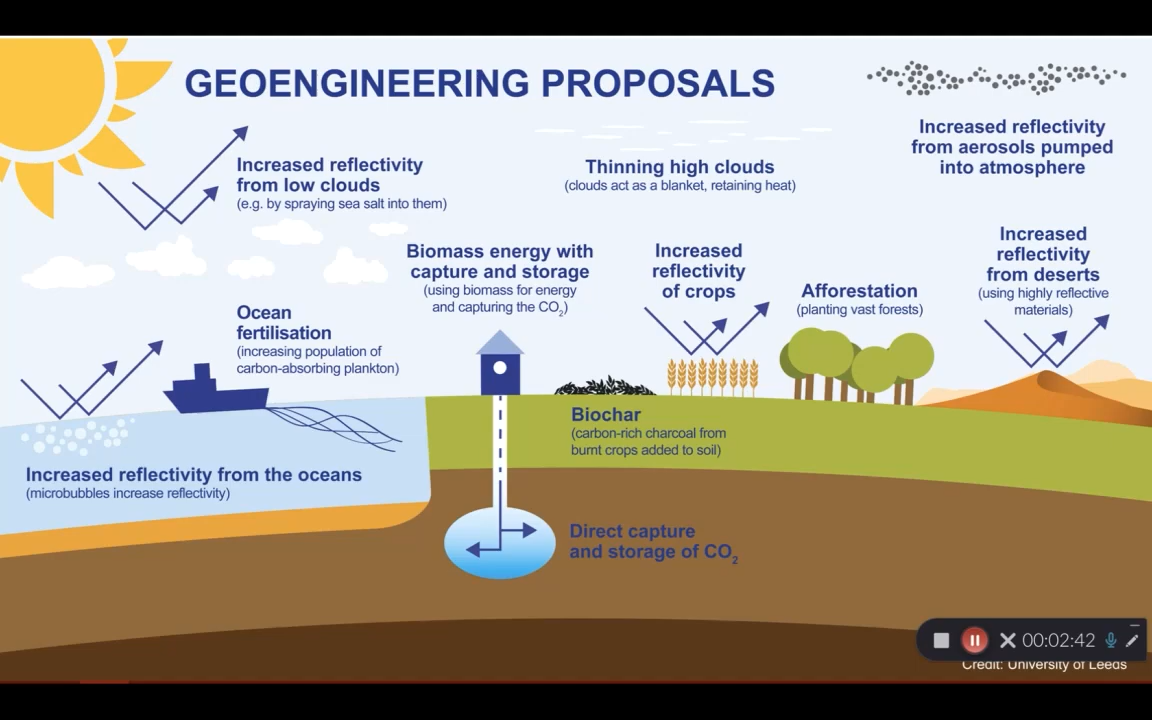 GEOENGINEERING PROPOSALS
Increased reflectivity
from low clouds
(e.g. by spraying sea salt into them)
Thinning high clouds
(clouds act as a blanket, retaining heat)
Increased reflectivity
from aerosols pumped
into atmosphere
Biomass energy with
capture and storage
(using biomass for energy
and capturing the CO₂)
Increased
reflectivity
of crops
Afforestation
(planting vast forests)
Increased
reflectivity
from deserts
(using highly reflective
materials)
Ocean
fertilisation
(increasing population of
carbon-absorbing plankton)
Biochar
(carbon-rich charcoal from
burnt crops added to soil)
Increased reflectivity from the oceans
(microbubbles increase reflectivity)
Direct capture
and storage of CO₂
00:02:42
Credit: University of Leeds